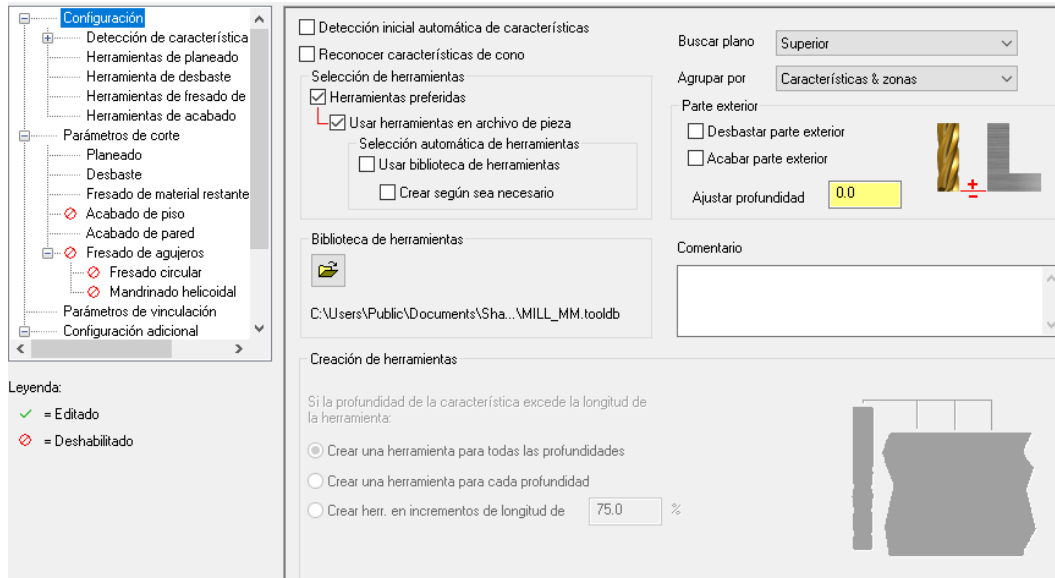 Configuración
Detección de característica
Herramientas de planeado
Herramienta de desbaste
Herramientas de fresado de
Herramientas de acabado
Parámetros de corte
Planeado
Desbaste
Fresado de material restante
Acabado de piso
Acabado de pared
Fresado de agujeros
Fresado circular
Mandrinado helicoidal
Parámetros de vinculación
Configuración adicional
Leyenda:
= Editado
= Deshabilitado
Detección inicial automática de características
Reconocer características de cono
Selección de herramientas
Herramientas preferidas
Usar herramientas en archivo de pieza
Selección automática de herramientas
Usar biblioteca de herramientas
Crear según sea necesario
Buscar plano Superior
Agrupar por Características & zonas
Parte exterior
Desbastar parte exterior
Acabar parte exterior
Ajustar profundidad 0.0
Biblioteca de herramientas
C:\Users\Public\Documents\Sha...\MILL_MM.tooldb
Comentario
Creación de herramientas
Si la profundidad de la característica excede la longitud de
la herramienta:
Crear una herramienta para todas las profundidades
Crear una herramienta para cada profundidad
Crear herr. en incrementos de longitud de 75.0 %